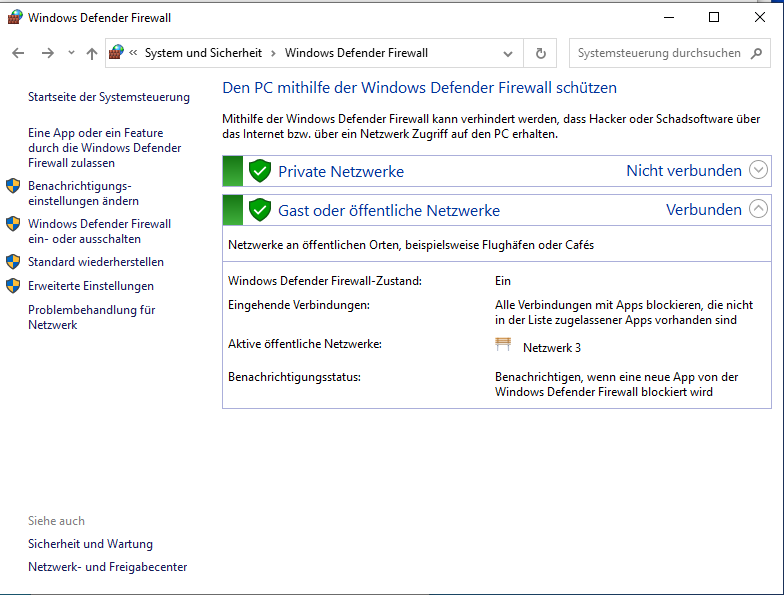 Windows Defender Firewall
« System und Sicherheit › Windows Defender Firewall
Systemsteuerung durchsuchen
Startseite der Systemsteuerung
Eine App oder ein Feature
durch die Windows Defender
Firewall zulassen
Benachrichtigungs-
einstellungen ändern
Windows Defender Firewall
ein- oder ausschalten
Standard wiederherstellen
Erweiterte Einstellungen
Problembehandlung für
Netzwerk
Den PC mithilfe der Windows Defender Firewall schützen
Mithilfe der Windows Defender Firewall kann verhindert werden, dass Hacker oder Schadsoftware über
das Internet bzw. über ein Netzwerk Zugriff auf den PC erhalten.
Private Netzwerke Nicht verbunden
Gast oder öffentliche Netzwerke Verbunden
Netzwerke an öffentlichen Orten, beispielsweise Flughäfen oder Cafés
Windows Defender Firewall-Zustand: Ein
Eingehende Verbindungen: Alle Verbindungen mit Apps blockieren, die nicht
in der Liste zugelassener Apps vorhanden sind
Aktive öffentliche Netzwerke: Netzwerk 3
Benachrichtigungsstatus: Benachrichtigen, wenn eine neue App von der
Windows Defender Firewall blockiert wird
Siehe auch
Sicherheit und Wartung
Netzwerk- und Freigabecenter